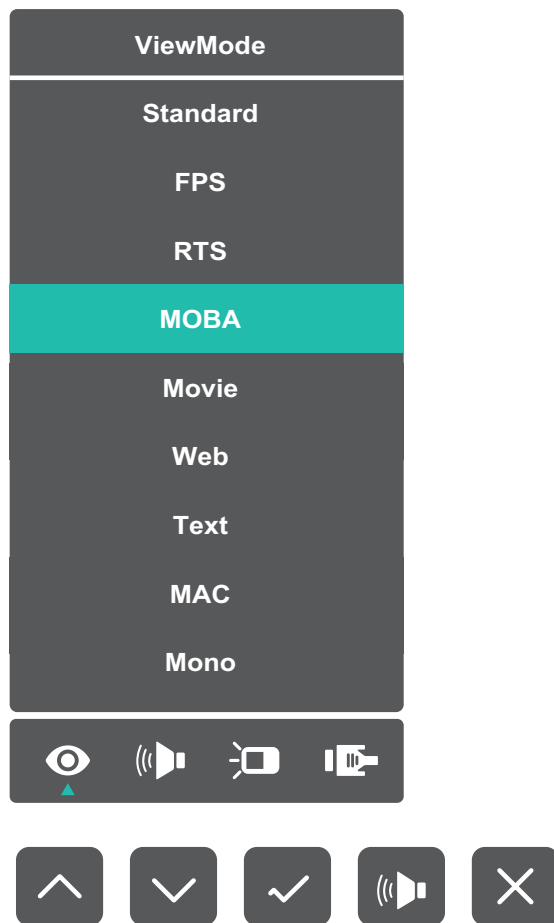 ViewMode
Standard
FPS
RTS
MOBA
Movie
Web
Text
MAC
Mono